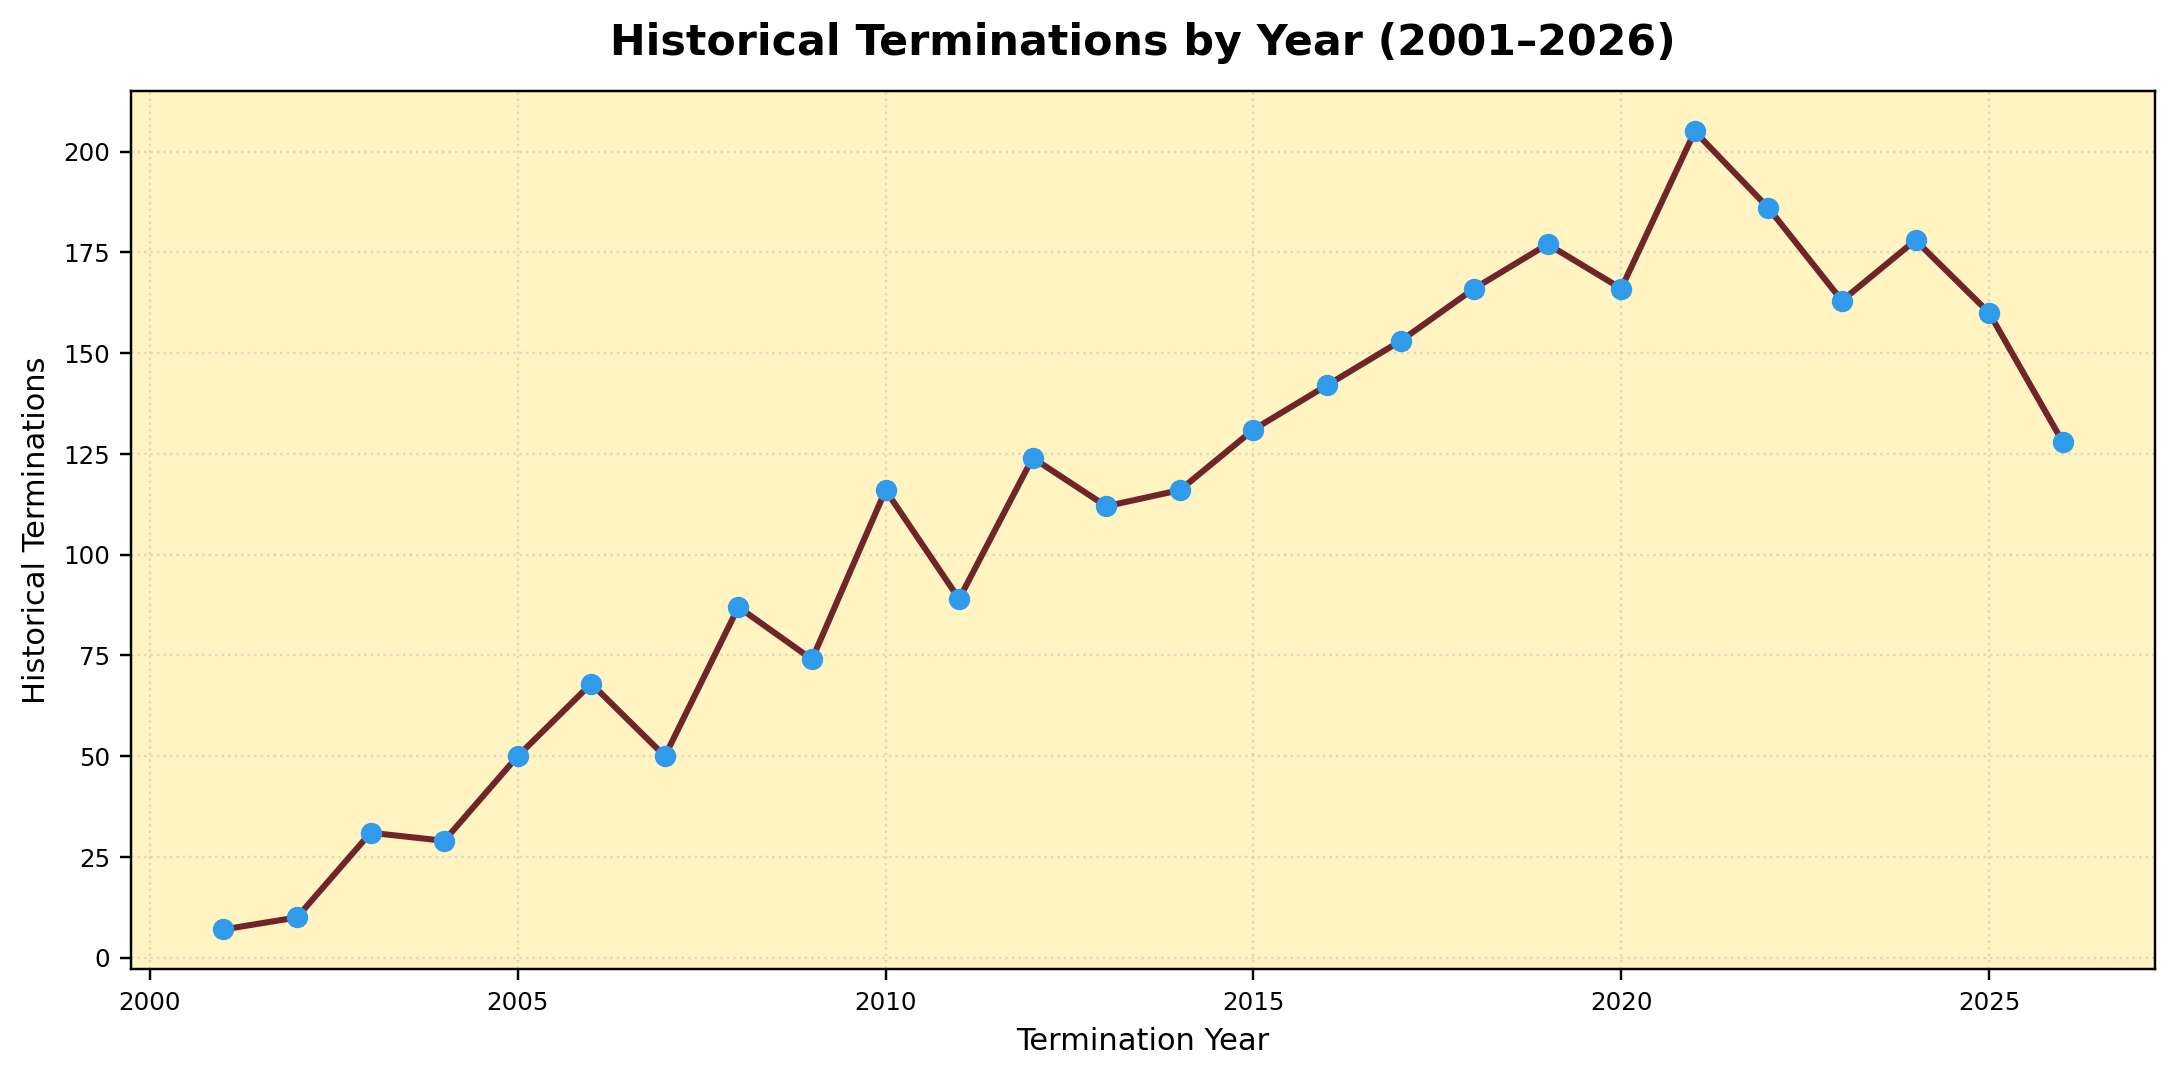 Historical Terminations by Year (2001–2026)
Historical Terminations
200
175
150
125
100
75
50
25
0
2000 2005 2010 2015 2020 2025
Termination Year